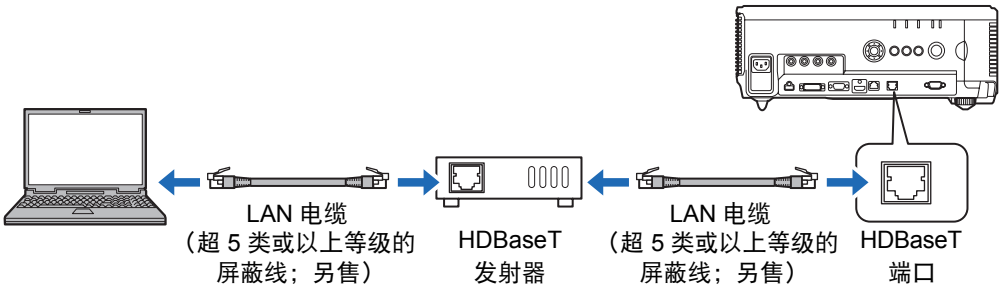 LAN 电缆
（超 5 类或以上等级的
屏蔽线；另售）
HDBaseT
发射器
LAN 电缆
（超 5 类或以上等级的
屏蔽线；另售）
HDBaseT
端口